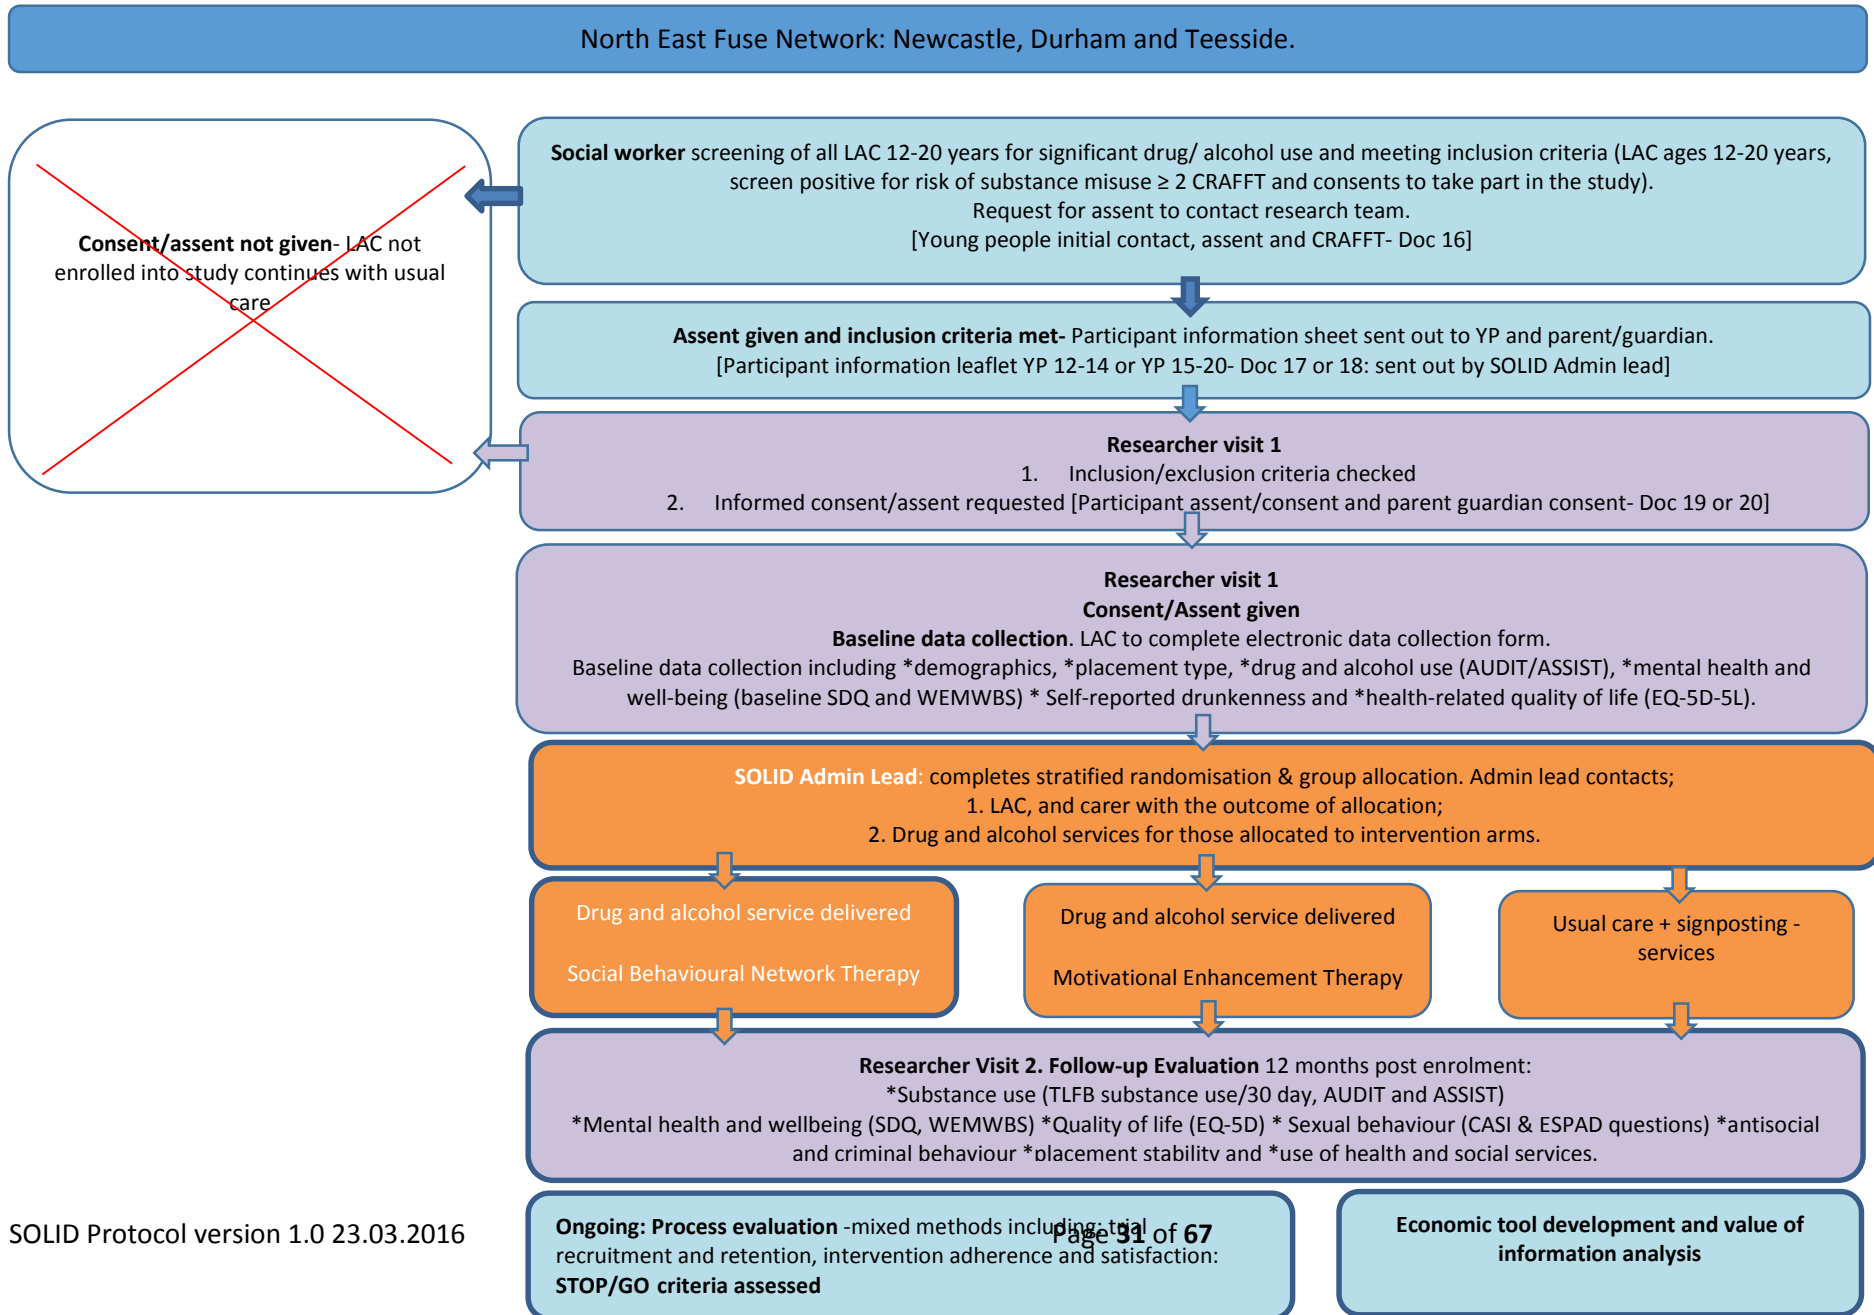 North East Fuse Network: Newcastle, Durham and Teesside.
Consent/assent not given- LAC not
enrolled into study continues with usual
care
Social worker screening of all LAC 12-20 years for significant drug/ alcohol use and meeting inclusion criteria (LAC ages 12-20 years,
screen positive for risk of substance misuse ≥ 2 CRAFFT and consents to take part in the study).
Request for assent to contact research team.
[Young people initial contact, assent and CRAFFT- Doc 16]
Assent given and inclusion criteria met- Participant information sheet sent out to YP and parent/guardian.
[Participant information leaflet YP 12-14 or YP 15-20- Doc 17 or 18: sent out by SOLID Admin lead]
Researcher visit 1
1. Inclusion/exclusion criteria checked
2. Informed consent/assent requested [Participant assent/consent and parent guardian consent- Doc 19 or 20]
Researcher visit 1
Consent/Assent given
Baseline data collection. LAC to complete electronic data collection form.
Baseline data collection including *demographics, *placement type, *drug and alcohol use (AUDIT/ASSIST), *mental health and
well-being (baseline SDQ and WEMWBS) * Self-reported drunkenness and *health-related quality of life (EQ-5D-5L).
SOLID Admin Lead: completes stratified randomisation & group allocation. Admin lead contacts;
1. LAC, and carer with the outcome of allocation;
2. Drug and alcohol services for those allocated to intervention arms.
Drug and alcohol service delivered
Social Behavioural Network Therapy
Drug and alcohol service delivered
Motivational Enhancement Therapy
Usual care + signposting -
services
Researcher Visit 2. Follow-up Evaluation 12 months post enrolment:
*Substance use (TLFB substance use/30 day, AUDIT and ASSIST)
*Mental health and wellbeing (SDQ, WEMWBS) *Quality of life (EQ-5D) * Sexual behaviour (CASI & ESPAD questions) *antisocial
and criminal behaviour *placement stability and *use of health and social services.
Ongoing: Process evaluation -mixed methods including: trial
recruitment and retention, intervention adherence and satisfaction:
STOP/GO criteria assessed
Economic tool development and value of
information analysis
SOLID Protocol version 1.0 23.03.2016
Page 31 of 67